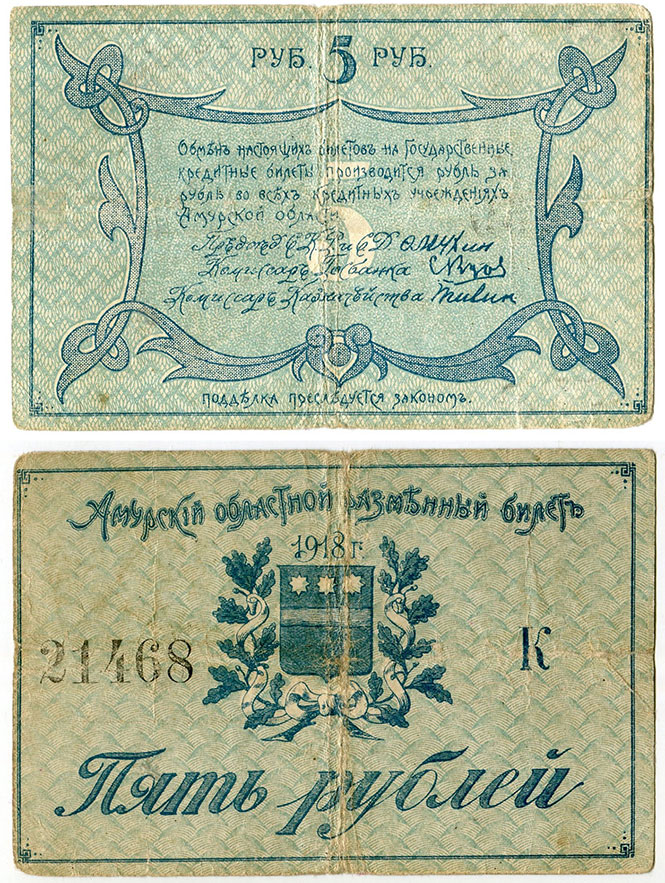 РУБ. 5 РУБ.
Обмѣнъ настоящихъ билетовъ на Государственные
кредитные билеты производится рубль за
рубль во всѣхъ кредитныхъ учрежденіяхъ
Амурской области.
5
Комиссаръ Госбанка
Комиссаръ Казначейства
ПОДДѢЛКА ПРЕСЛѢДУЕТСЯ ЗАКОНОМЪ.
Амурскій областной размѣнный билетъ
1918 г.
21468 К
Пять рублей